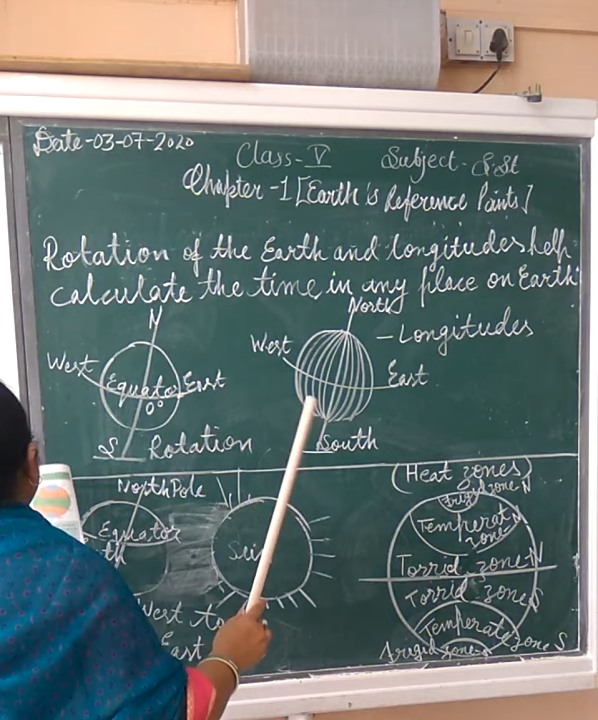 Date-03-07-2020
Class-V Subject-S.St
Chapter-1 [Earth's Reference Points]
Rotation of the Earth and longitudes help
calculate the time in any place on Earth
N
West
Equator East
0°
S Rotation
North
- Longitudes
West
East
South
North Pole
Equator
West to
East
(Heat zones)
frigid zone N
Temperate N
zone
Torrid zone N
Torrid zone S
Temperate zone S
frigid zone S